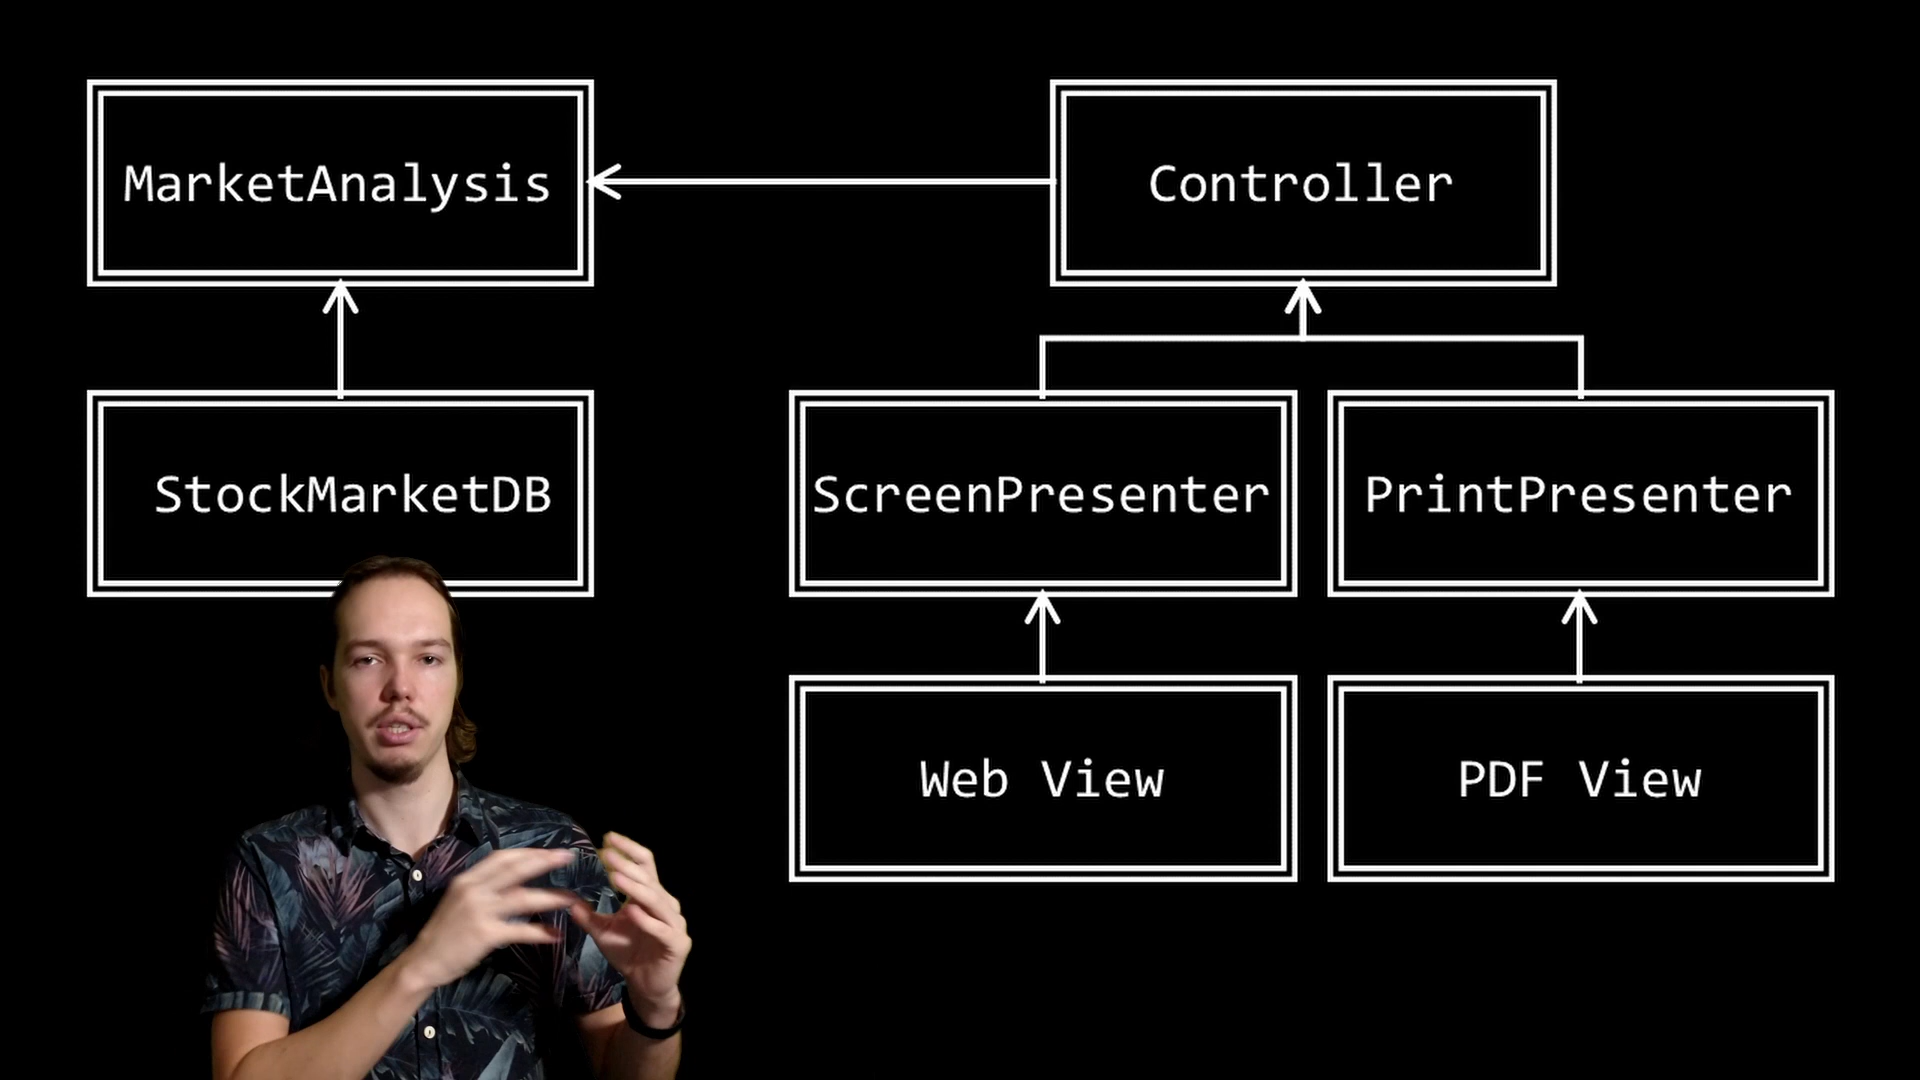 MarketAnalysis
Controller
StockMarketDB
ScreenPresenter
PrintPresenter
Web View
PDF View